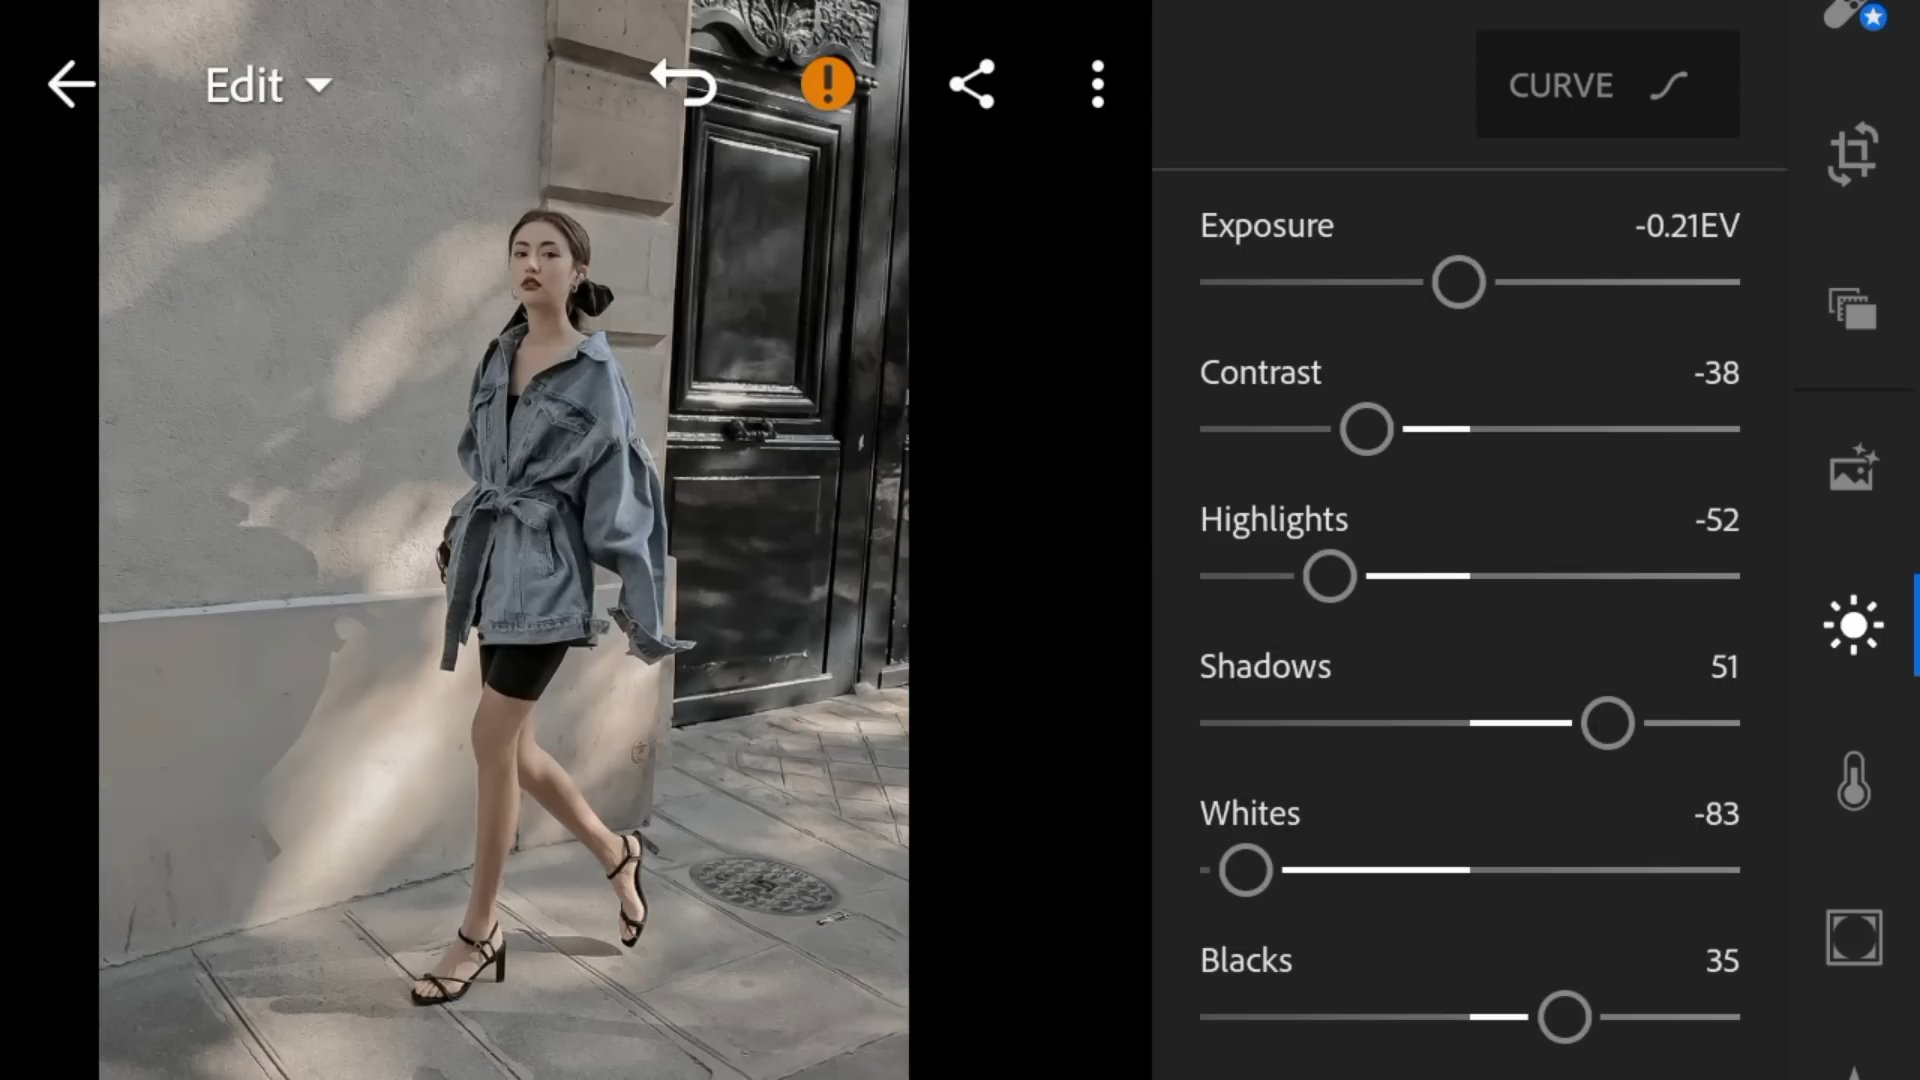 Edit
CURVE
Exposure -0.21EV
Contrast -38
Highlights -52
Shadows 51
Whites -83
Blacks 35